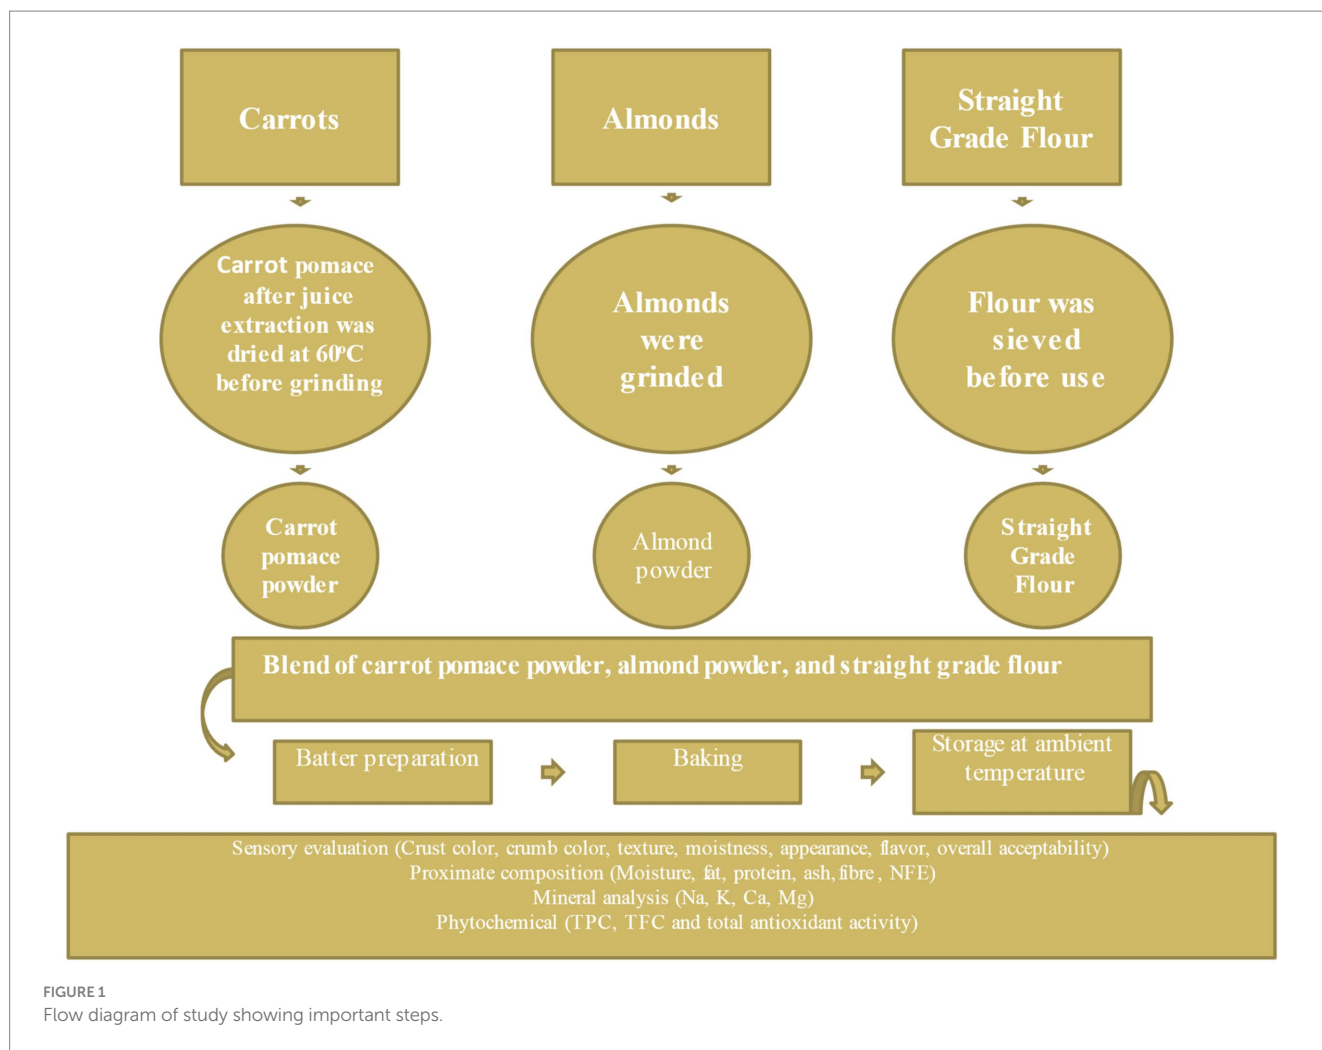 Carrots
Almonds
Straight
Grade Flour
Carrot pomace
after juice
extraction was
dried at 60ºC
before grinding
Almonds
were
grinded
Flour was
sieved
before use
Carrot
pomace
powder
Almond
powder
Straight
Grade
Flour
Blend of carrot pomace powder, almond powder, and straight grade flour
Batter preparation
Baking
Storage at ambient
temperature
Sensory evaluation (Crust color, crumb color, texture, moistness, appearance, flavor, overall acceptability)
Proximate composition (Moisture, fat, protein, ash, fibre, NFE)
Mineral analysis (Na, K, Ca, Mg)
Phytochemical (TPC, TFC and total antioxidant activity)
FIGURE 1
Flow diagram of study showing important steps.